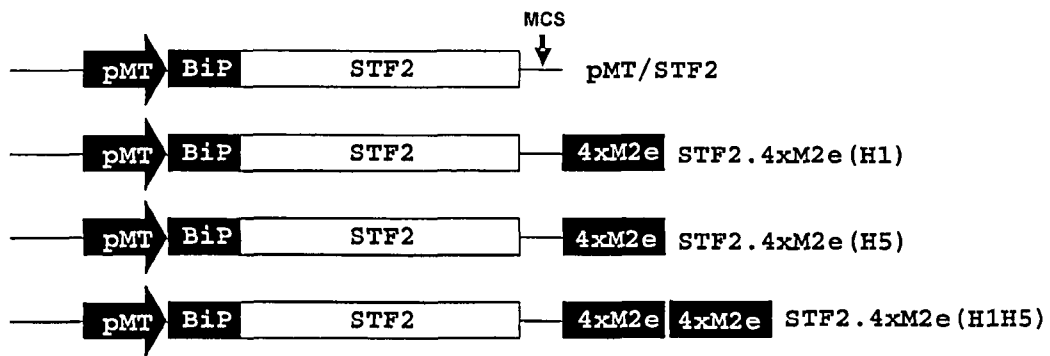 MCS
pMT BiP STF2 pMT/STF2
pMT BiP STF2 4xM2e STF2.4xM2e(H1)
pMT BiP STF2 4xM2e STF2.4xM2e(H5)
pMT BiP STF2 4xM2e 4xM2e STF2.4xM2e(H1H5)